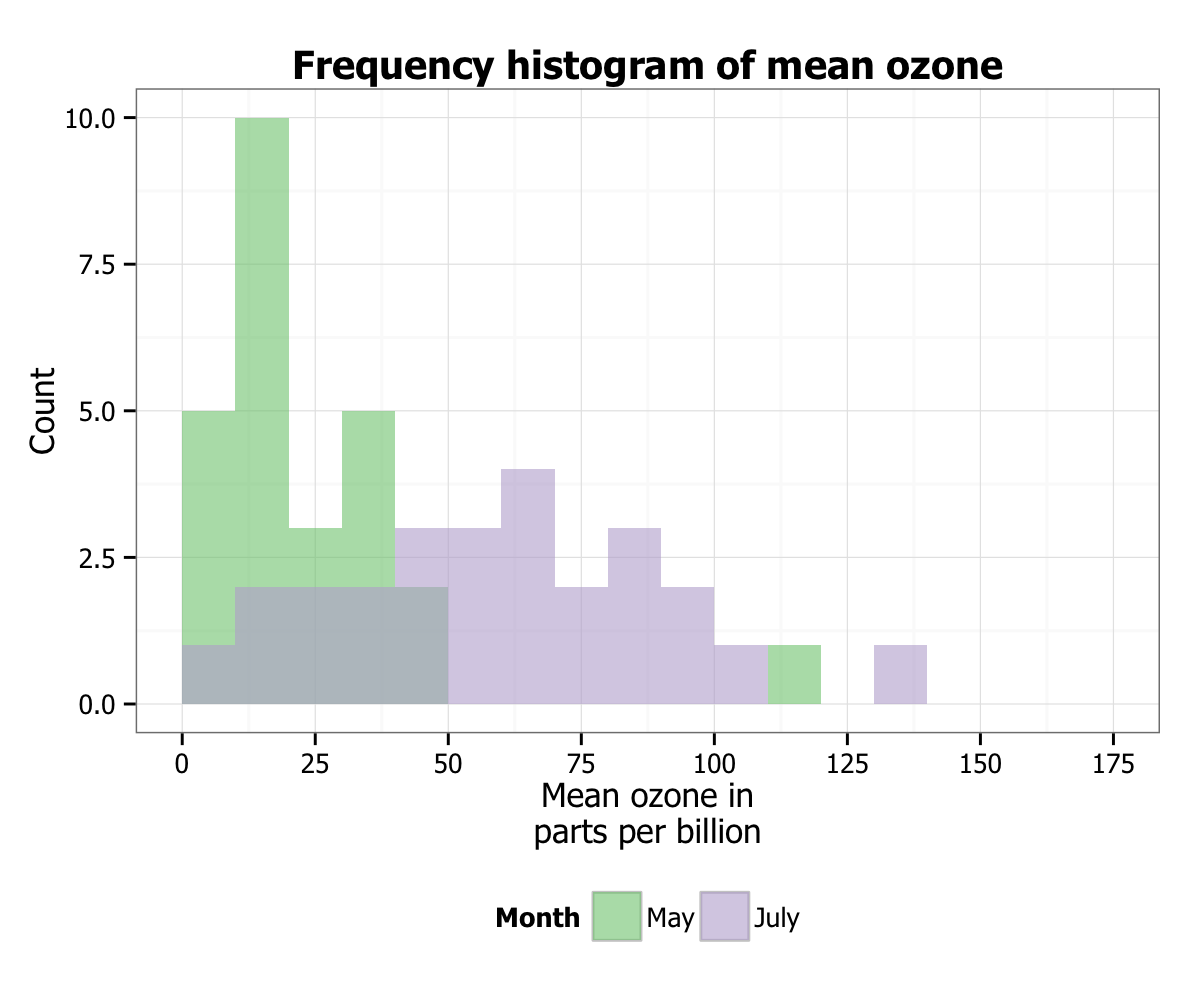 Frequency histogram of mean ozone
10.0
7.5
5.0
2.5
0.0
Count
0 25 50 75 100 125 150 175
Mean ozone in
parts per billion
Month May July